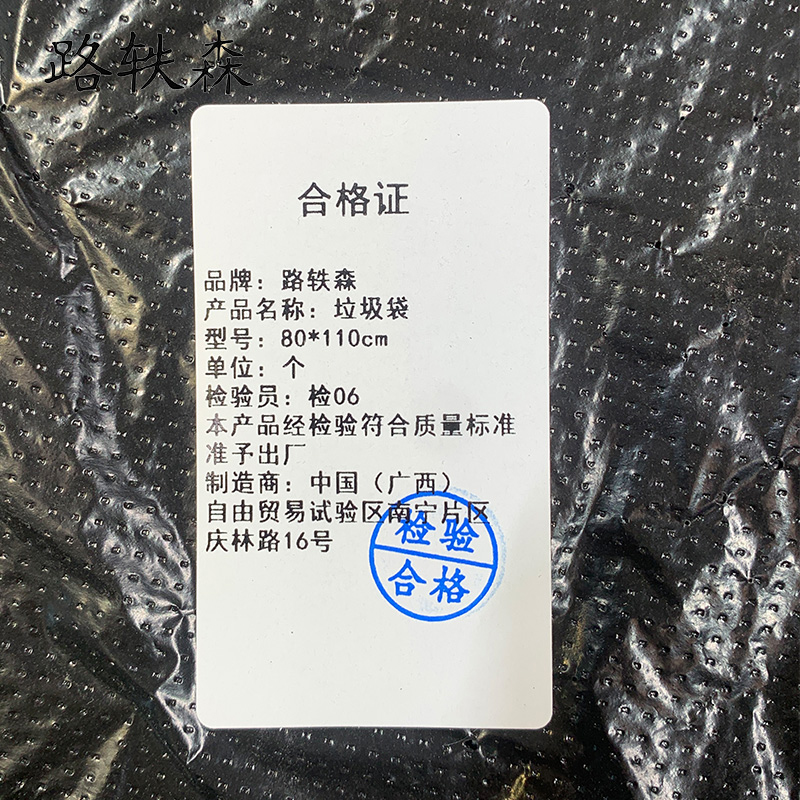 路轶森
合格证
品牌：路轶森
产品名称：垃圾袋
型号：80*110cm
单位：个
检验员：检06
本产品经检验符合质量标准
准予出厂
制造商：中国（广西）
自由贸易试验区南宁片区
庆林路16号
检验
合格